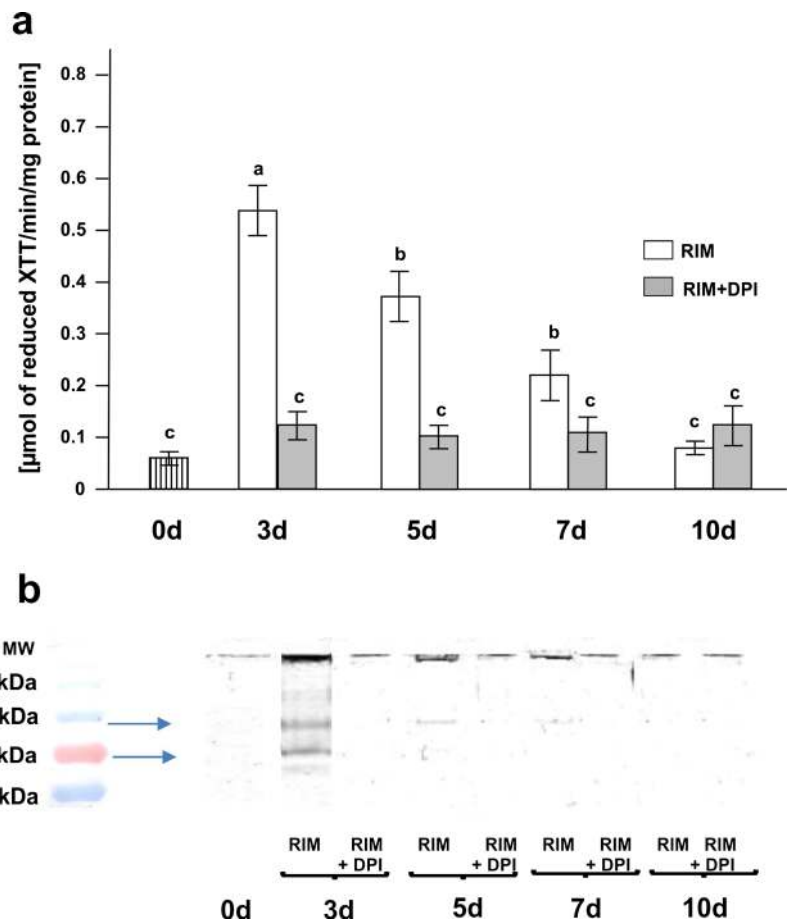 a
[µmol of reduced XTT/min/mg protein]
0.8
0.7
0.6
0.5
0.4
0.3
0.2
0.1
0
c
a
c
b
c
b
c
c
c
RIM
RIM+DPI
0d 3d 5d 7d 10d
b
MW
kDa
kDa
kDa
kDa
RIM RIM + DPI RIM RIM + DPI RIM RIM + DPI RIM RIM + DPI
0d 3d 5d 7d 10d